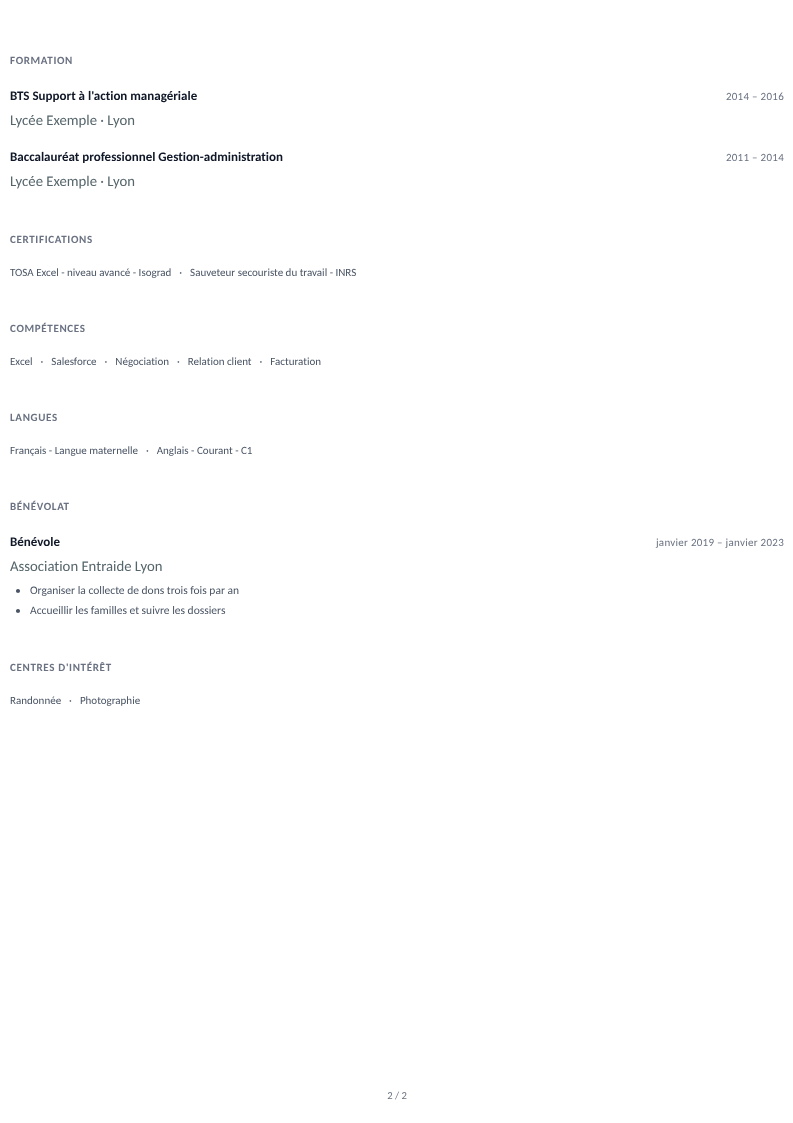 FORMATION
BTS Support à l'action managériale 2014 – 2016
Lycée Exemple · Lyon
Baccalauréat professionnel Gestion-administration 2011 – 2014
Lycée Exemple · Lyon
CERTIFICATIONS
TOSA Excel - niveau avancé - Isograd · Sauveteur secouriste du travail - INRS
COMPÉTENCES
Excel · Salesforce · Négociation · Relation client · Facturation
LANGUES
Français - Langue maternelle · Anglais - Courant - C1
BÉNÉVOLAT
Bénévole janvier 2019 – janvier 2023
Association Entraide Lyon
• Organiser la collecte de dons trois fois par an
• Accueillir les familles et suivre les dossiers
CENTRES D'INTÉRÊT
Randonnée · Photographie
2 / 2